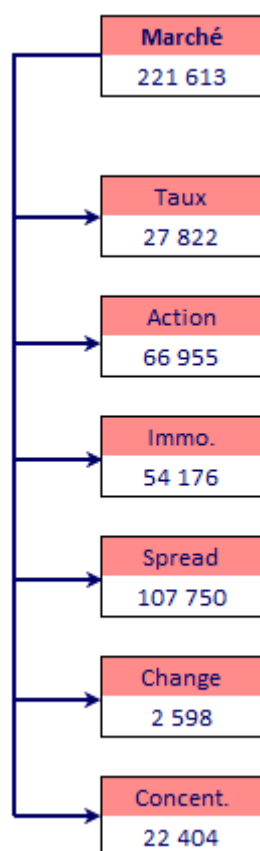 Marché
221 613
Taux
27 822
Action
66 955
Immo.
54 176
Spread
107 750
Change
2 598
Concent.
22 404